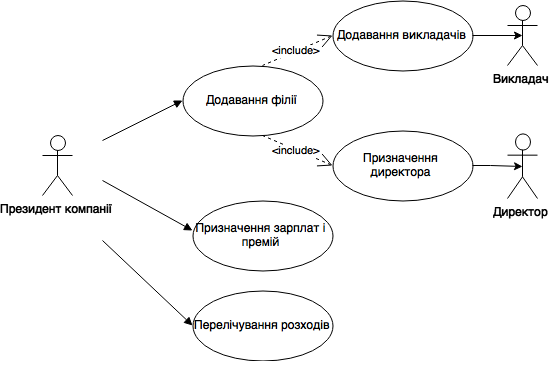 Додавання викладачів
<include>
Викладач
Додавання філії
<include>
Призначення
директора
Президент компанії
Директор
Призначення зарплат і
премій
Перелічування розходів